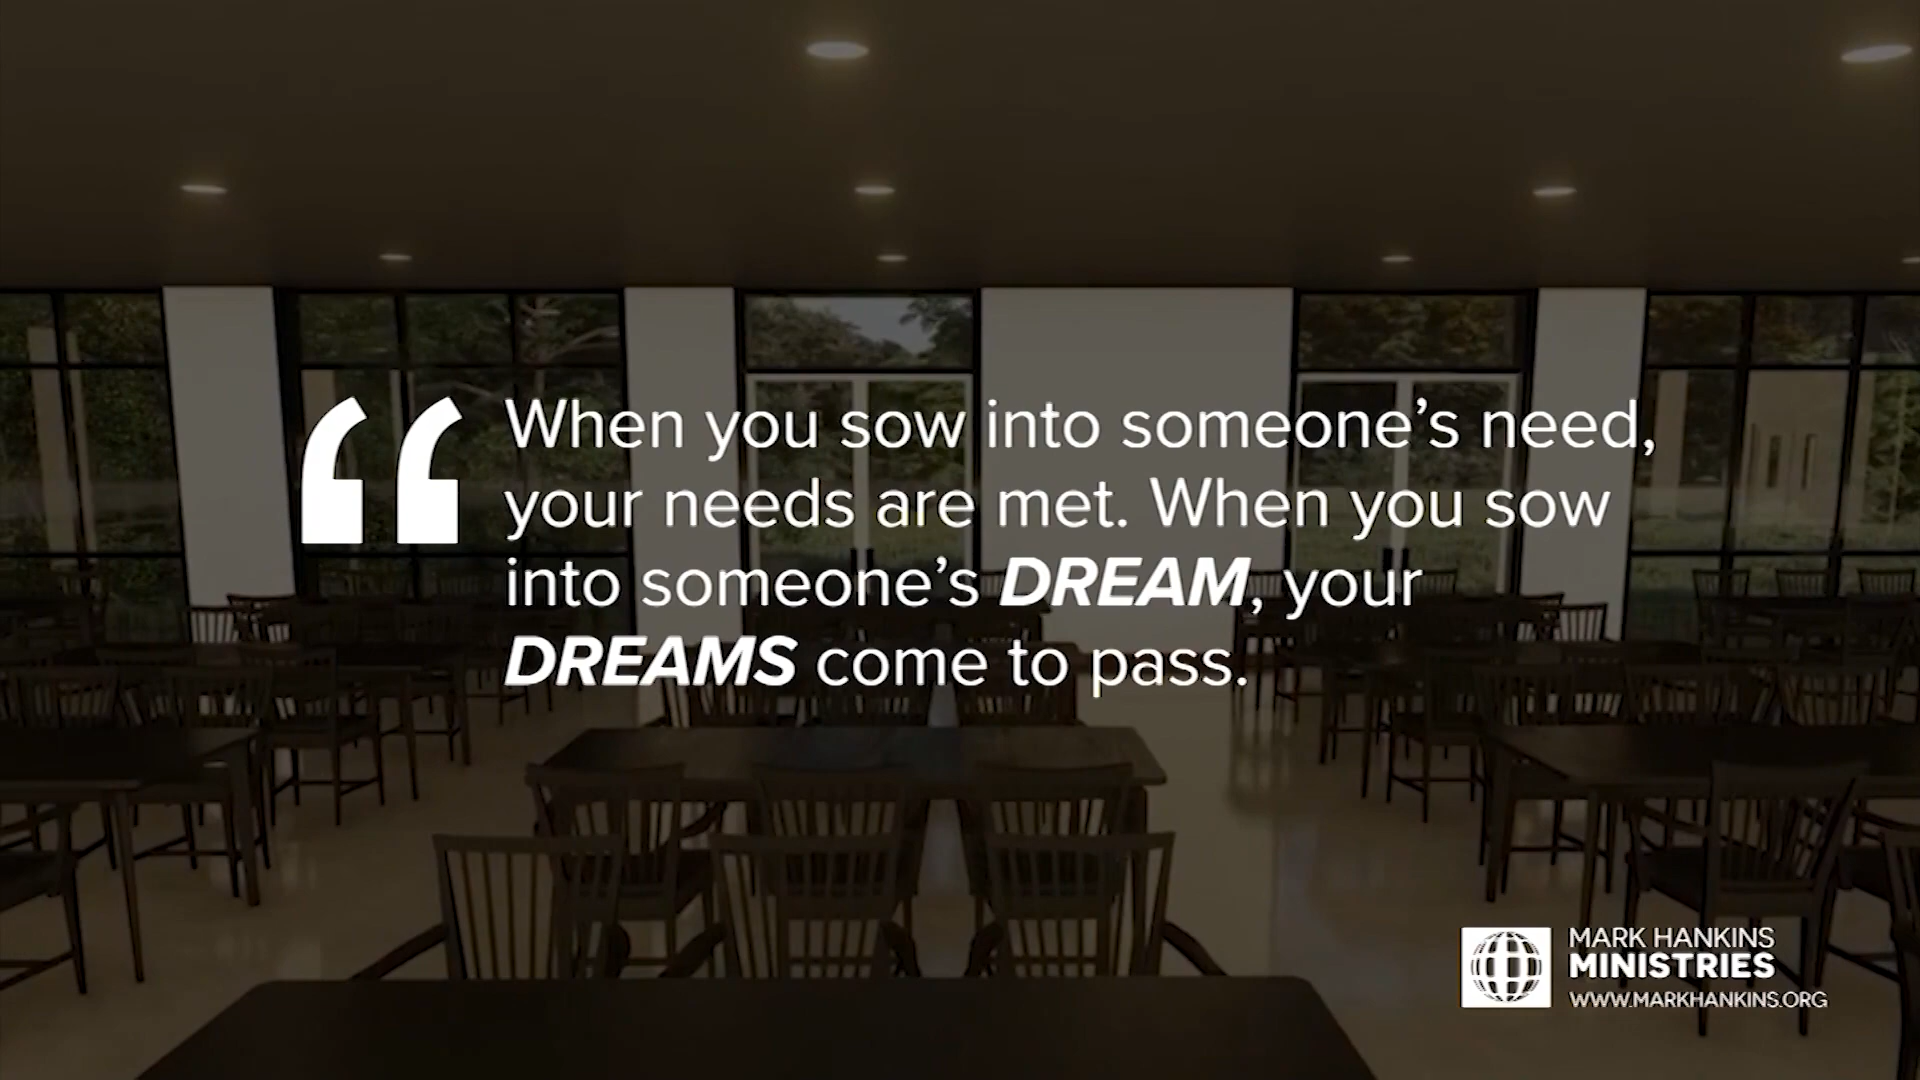 “
When you sow into someone’s need,
your needs are met. When you sow
into someone’s DREAM, your
DREAMS come to pass.
MARK HANKINS
MINISTRIES
WWW.MARKHANKINS.ORG